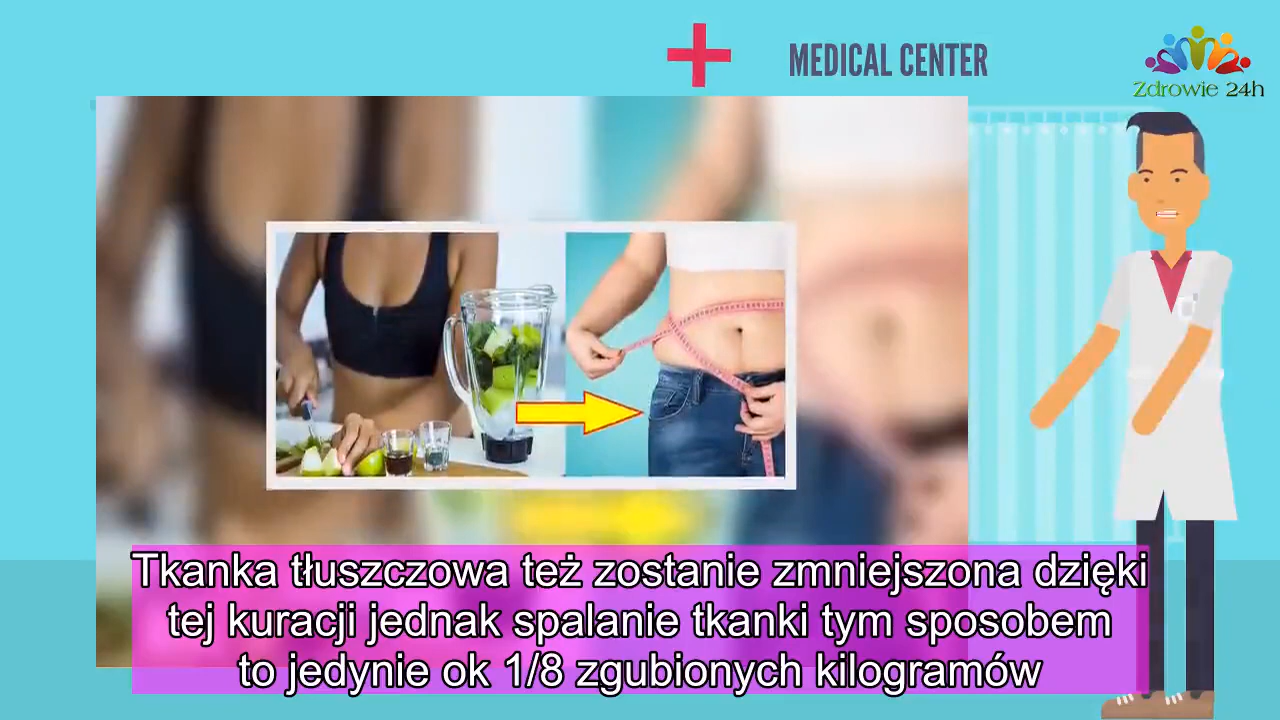 MEDICAL CENTER
Zdrowie 24h
Tkanka tłuszczowa też zostanie zmniejszona dzięki
tej kuracji jednak spalanie tkanki tym sposobem
to jedynie ok 1/8 zgubionych kilogramów